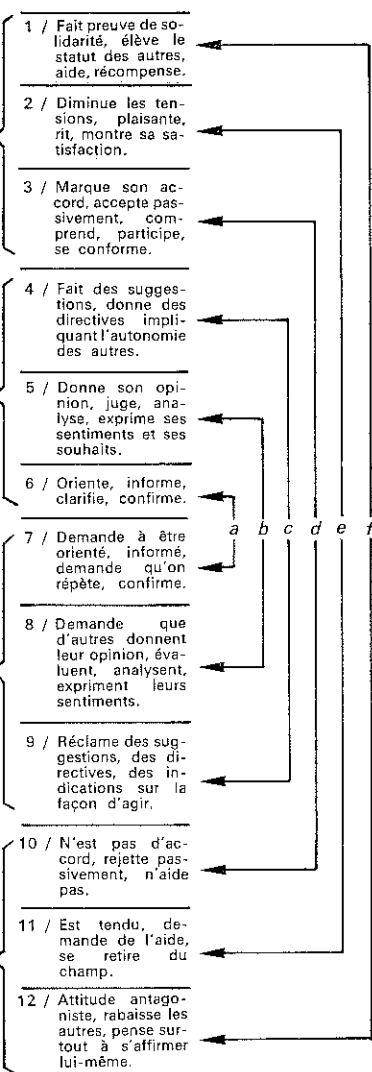 1 / Fait preuve de so-
lidarité, élève le
statut des autres,
aide, récompense.
2 / Diminue les ten-
sions, plaisante,
rit, montre sa sa-
tisfaction.
3 / Marque son ac-
cord, accepte pas-
sivement, com-
prend, participe,
se conforme.
4 / Fait des sugges-
tions, donne des
directives impli-
quant l'autonomie
des autres.
5 / Donne son opi-
nion, juge, ana-
lyse, exprime ses
sentiments et ses
souhaits.
6 / Oriente, informe,
clarifie, confirme.
a b c d e f
7 / Demande à être
orienté, informé,
demande qu'on
répète, confirme.
8 / Demande que
d'autres donnent
leur opinion, éva-
luent, analysent,
expriment leurs
sentiments.
9 / Réclame des sug-
gestions, des di-
rectives, des in-
dications sur la
façon d'agir.
10 / N'est pas d'ac-
cord, rejette pas-
sivement, n'aide
pas.
11 / Est tendu, de-
mande de l'aide,
se retire du
champ.
12 / Attitude antago-
niste, rabaisse les
autres, pense sur-
tout à s'affirmer
lui-même.